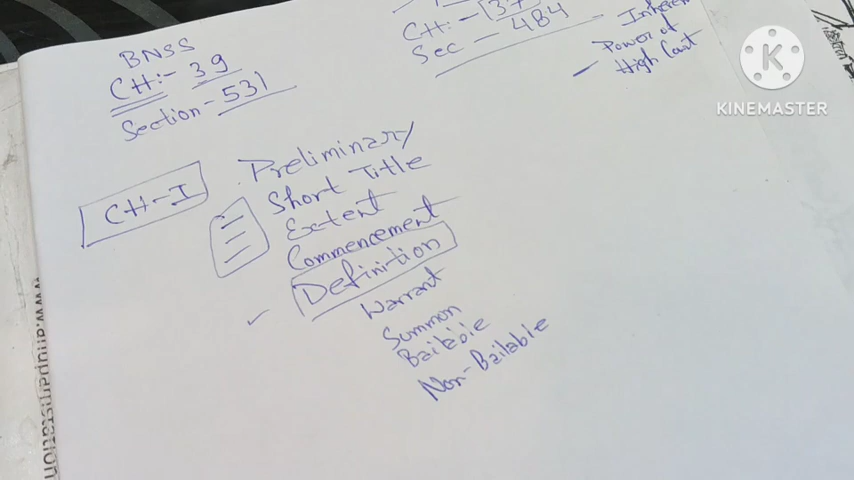 BNSS
CH:- 39
Section - 531
CH:- 37
Sec - 484
Power of
High Cout
KINEMASTER
CH-I
Preliminary
Short Title
Extent
Commencement
Definition
Warrant
Summon
Bailable
Non-Bailable